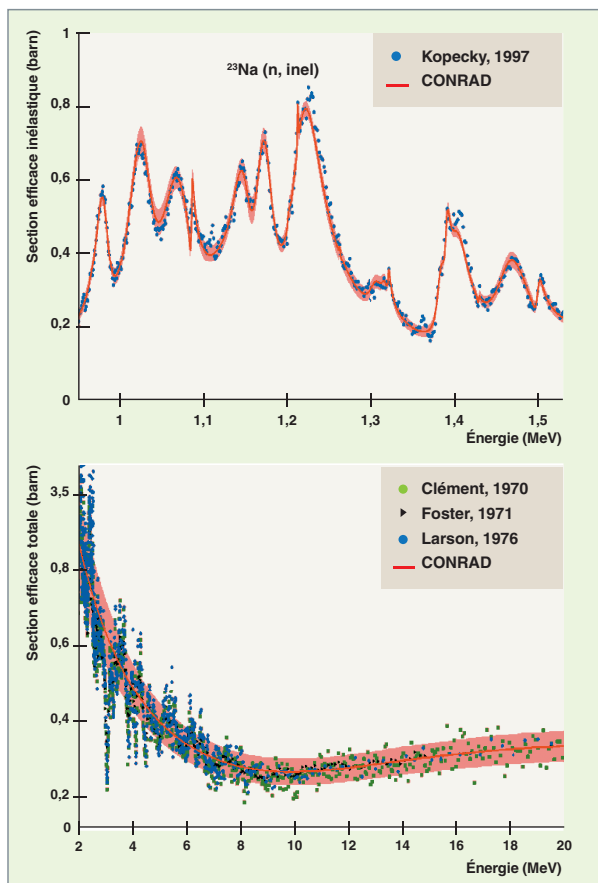 1
0,8
0,6
0,4
0,2
0
Section efficace inélastique (barn)
²³Na (n, inel)
Kopecky, 1997
CONRAD
1 1,1 1,2 1,3 1,4 1,5
Énergie (MeV)
3,5
0,8
0,6
0,4
0,2
0
Section efficace totale (barn)
Clément, 1970
Foster, 1971
Larson, 1976
CONRAD
2 4 6 8 10 12 14 16 18 20
Énergie (MeV)